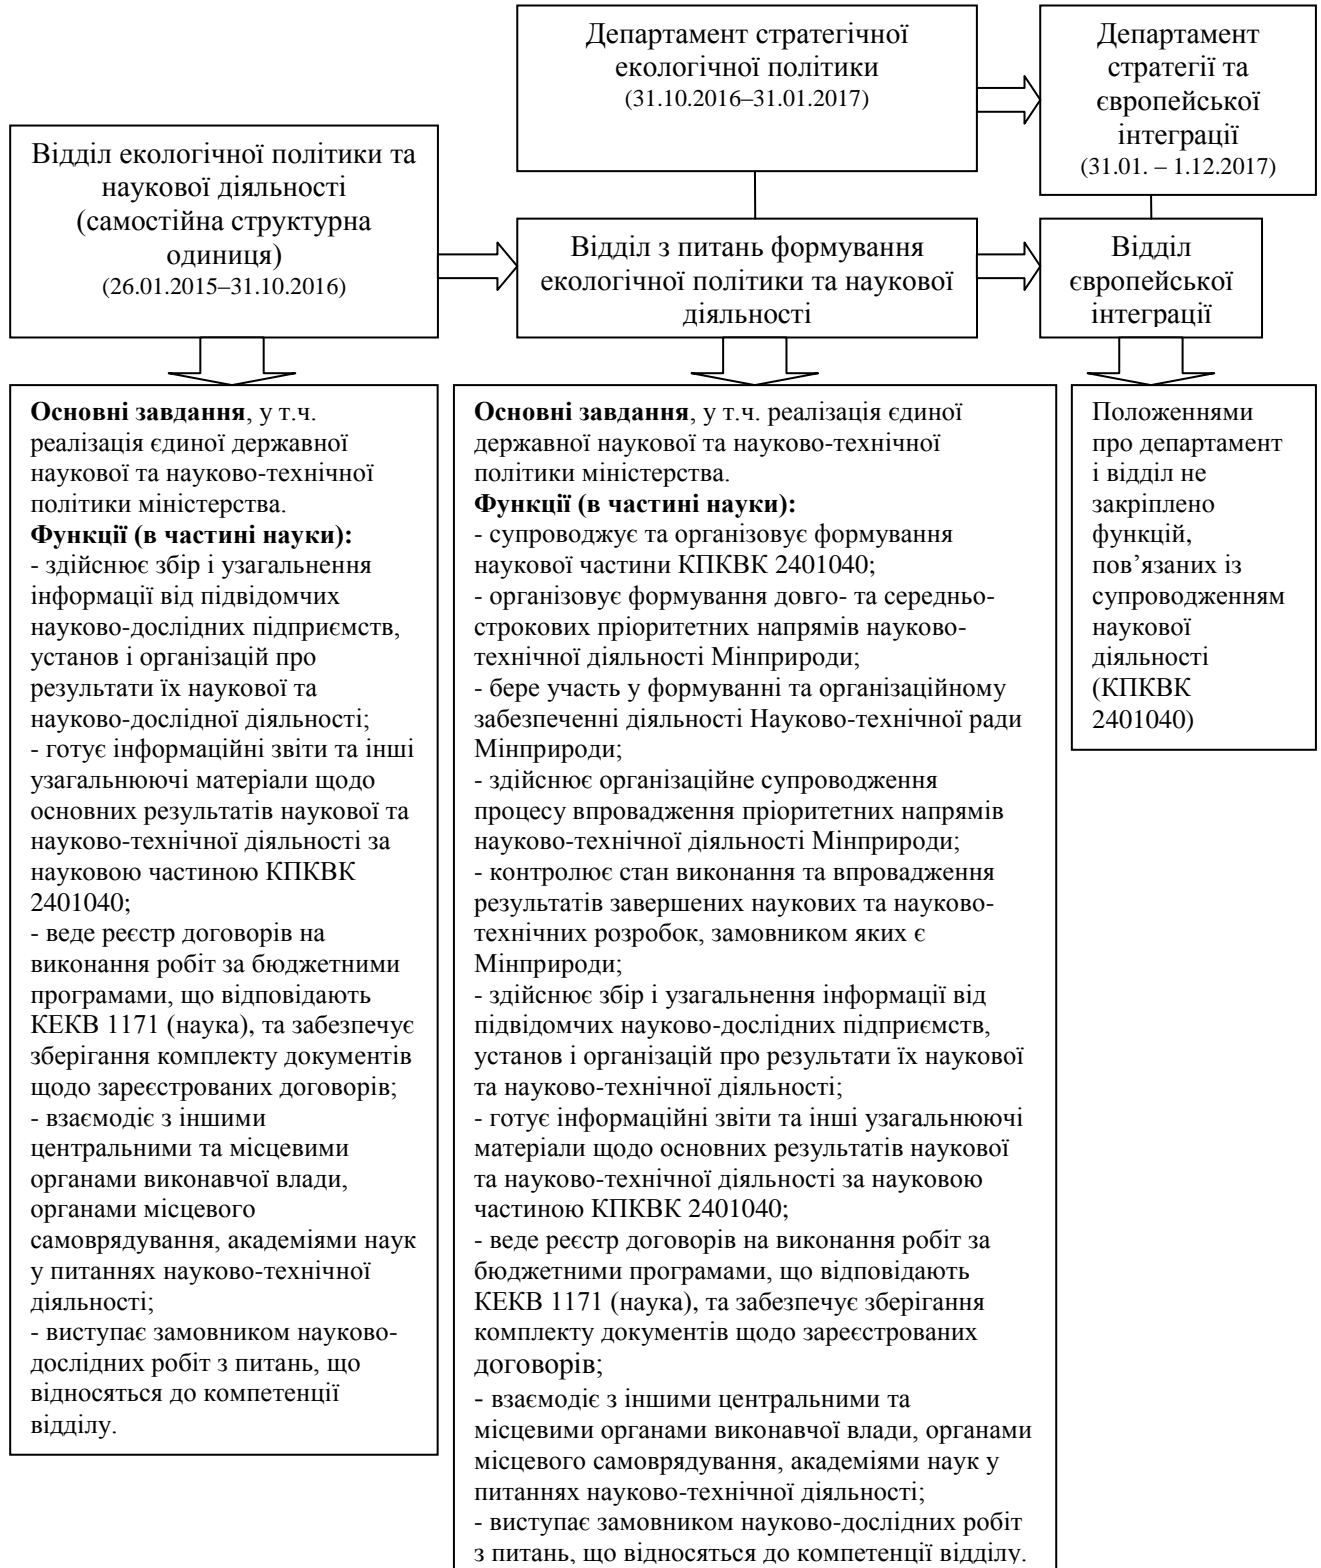 Департамент стратегічної
екологічної політики
(31.10.2016–31.01.2017)
Департамент
стратегії та
європейської
інтеграції
(31.01. – 1.12.2017)
Відділ екологічної політики та
наукової діяльності
(самостійна структурна
одиниця)
(26.01.2015–31.10.2016)
Відділ з питань формування
екологічної політики та наукової
діяльності
Відділ
європейської
інтеграції
Основні завдання, у т.ч.
реалізація єдиної державної
наукової та науково-технічної
політики міністерства.
Функції (в частині науки):
- здійснює збір і узагальнення
інформації від підвідомчих
науково-дослідних підприємств,
установ і організацій про
результати їх наукової та
науково-дослідної діяльності;
- готує інформаційні звіти та інші
узагальнюючі матеріали щодо
основних результатів наукової та
науково-технічної діяльності за
науковою частиною КПКВК
2401040;
- веде реєстр договорів на
виконання робіт за бюджетними
програмами, що відповідають
КЕКВ 1171 (наука), та забезпечує
зберігання комплекту документів
щодо зареєстрованих договорів;
- взаємодіє з іншими
центральними та місцевими
органами виконавчої влади,
органами місцевого
самоврядування, академіями наук
у питаннях науково-технічної
діяльності;
- виступає замовником науково-
дослідних робіт з питань, що
відносяться до компетенції
відділу.
Основні завдання, у т.ч. реалізація єдиної
державної наукової та науково-технічної
політики міністерства.
Функції (в частині науки):
- супроводжує та організовує формування
наукової частини КПКВК 2401040;
- організовує формування довго- та середньо-
строкових пріоритетних напрямів науково-
технічної діяльності Мінприроди;
- бере участь у формуванні та організаційному
забезпеченні діяльності Науково-технічної ради
Мінприроди;
- здійснює організаційне супроводження
процесу впровадження пріоритетних напрямів
науково-технічної діяльності Мінприроди;
- контролює стан виконання та впровадження
результатів завершених наукових та науково-
технічних розробок, замовником яких є
Мінприроди;
- здійснює збір і узагальнення інформації від
підвідомчих науково-дослідних підприємств,
установ і організацій про результати їх наукової
та науково-технічної діяльності;
- готує інформаційні звіти та інші узагальнюючі
матеріали щодо основних результатів наукової
та науково-технічної діяльності за науковою
частиною КПКВК 2401040;
- веде реєстр договорів на виконання робіт за
бюджетними програмами, що відповідають
КЕКВ 1171 (наука), та забезпечує зберігання
комплекту документів щодо зареєстрованих
договорів;
- взаємодіє з іншими центральними та
місцевими органами виконавчої влади, органами
місцевого самоврядування, академіями наук у
питаннях науково-технічної діяльності;
- виступає замовником науково-дослідних робіт
з питань, що відносяться до компетенції відділу.
Положеннями
про департамент
і відділ не
закріплено
функцій,
пов’язаних із
супроводженням
наукової
діяльності
(КПКВК
2401040)